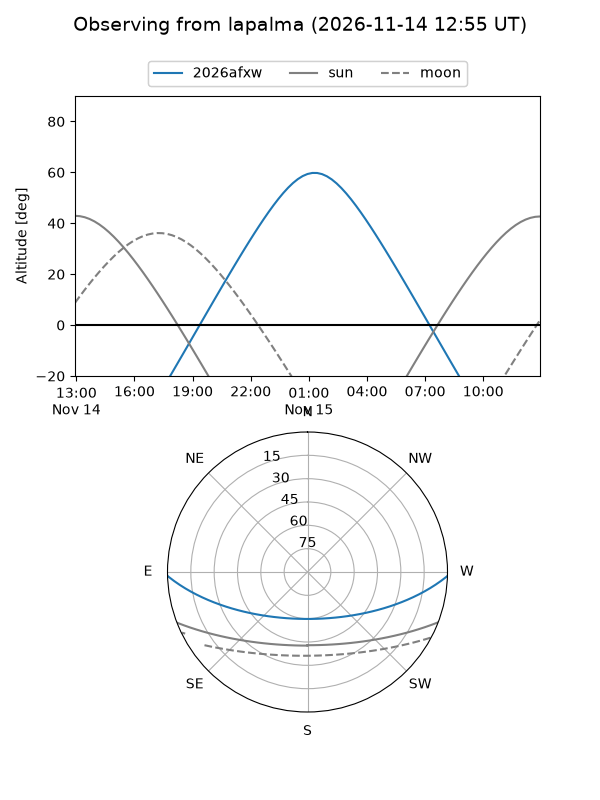 Observing from lapalma (2026-11-14 12:55 UT)
2026afxw sun moon
Altitude [deg]
80
60
40
20
0
−20
13:00 16:00 19:00 22:00 01:00 04:00 07:00 10:00
Nov 14 Nov 15
N
NE NW
15
30
45
60
75
E W
SE SW
S